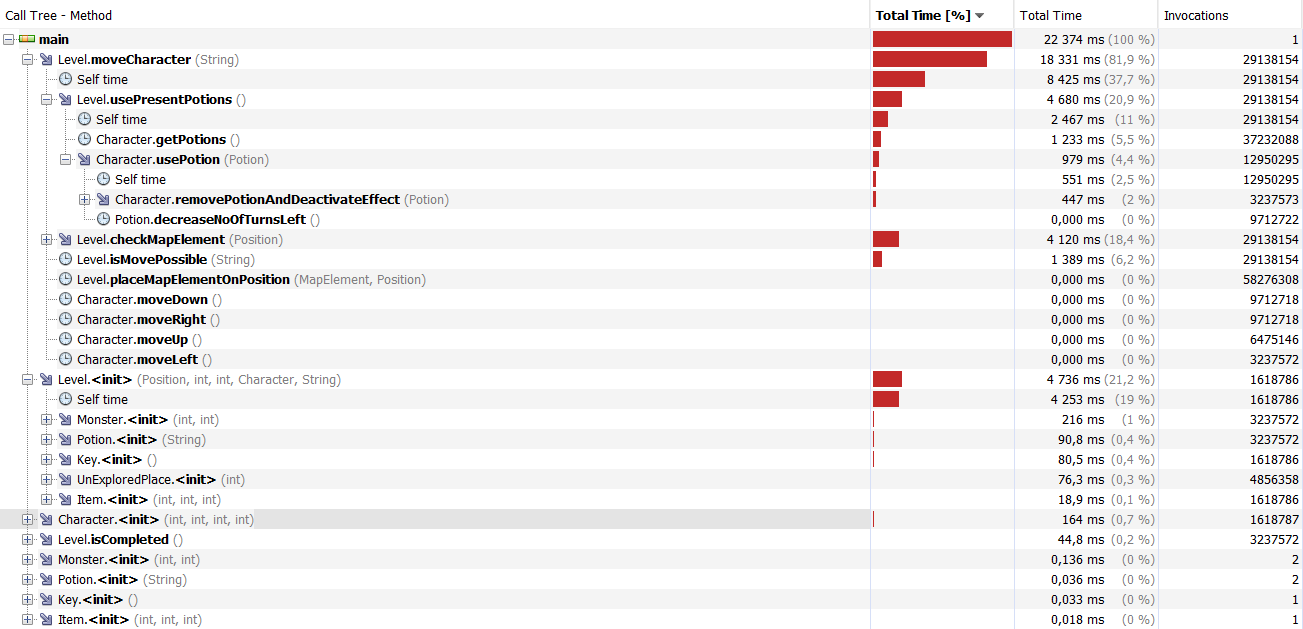 Call Tree - Method Total Time [%] Total Time Invocations
main 22 374 ms (100 %) 1
Level.moveCharacter (String) 18 331 ms (81,9 %) 29138154
Self time 8 425 ms (37,7 %) 29138154
Level.usePresentPotions () 4 680 ms (20,9 %) 29138154
Self time 2 467 ms (11 %) 29138154
Character.getPotions () 1 233 ms (5,5 %) 37232088
Character.usePotion (Potion) 979 ms (4,4 %) 12950295
Self time 551 ms (2,5 %) 12950295
Character.removePotionAndDeactivateEffect (Potion) 447 ms (2 %) 3237573
Potion.decreaseNoOfTurnsLeft () 0,000 ms (0 %) 9712722
Level.checkMapElement (Position) 4 120 ms (18,4 %) 29138154
Level.isMovePossible (String) 1 389 ms (6,2 %) 29138154
Level.placeMapElementOnPosition (MapElement, Position) 0,000 ms (0 %) 58276308
Character.moveDown () 0,000 ms (0 %) 9712718
Character.moveRight () 0,000 ms (0 %) 9712718
Character.moveUp () 0,000 ms (0 %) 6475146
Character.moveLeft () 0,000 ms (0 %) 3237572
Level.<init> (Position, int, int, Character, String) 4 736 ms (21,2 %) 1618786
Self time 4 253 ms (19 %) 1618786
Monster.<init> (int, int) 216 ms (1 %) 3237572
Potion.<init> (String) 90,8 ms (0,4 %) 3237572
Key.<init> () 80,5 ms (0,4 %) 1618786
UnExploredPlace.<init> (int) 76,3 ms (0,3 %) 4856358
Item.<init> (int, int, int) 18,9 ms (0,1 %) 1618786
Character.<init> (int, int, int, int) 164 ms (0,7 %) 1618787
Level.isCompleted () 44,8 ms (0,2 %) 3237572
Monster.<init> (int, int) 0,136 ms (0 %) 2
Potion.<init> (String) 0,036 ms (0 %) 2
Key.<init> () 0,033 ms (0 %) 1
Item.<init> (int, int, int) 0,018 ms (0 %) 1